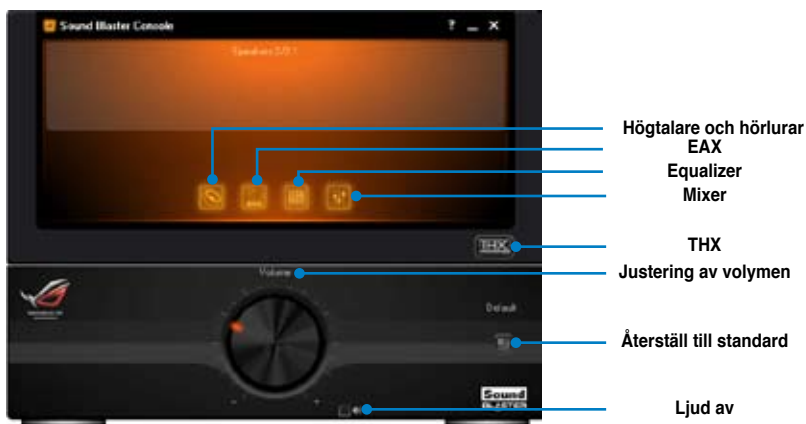 Sound Blaster Console
? _ X
Speakers 5/7.1
Högtalare och hörlurar
EAX
Equalizer
Mixer
THX
THX
Volume
Justering av volymen
Default
Återställ till standard
- +
Sound
BLASTER
Ljud av